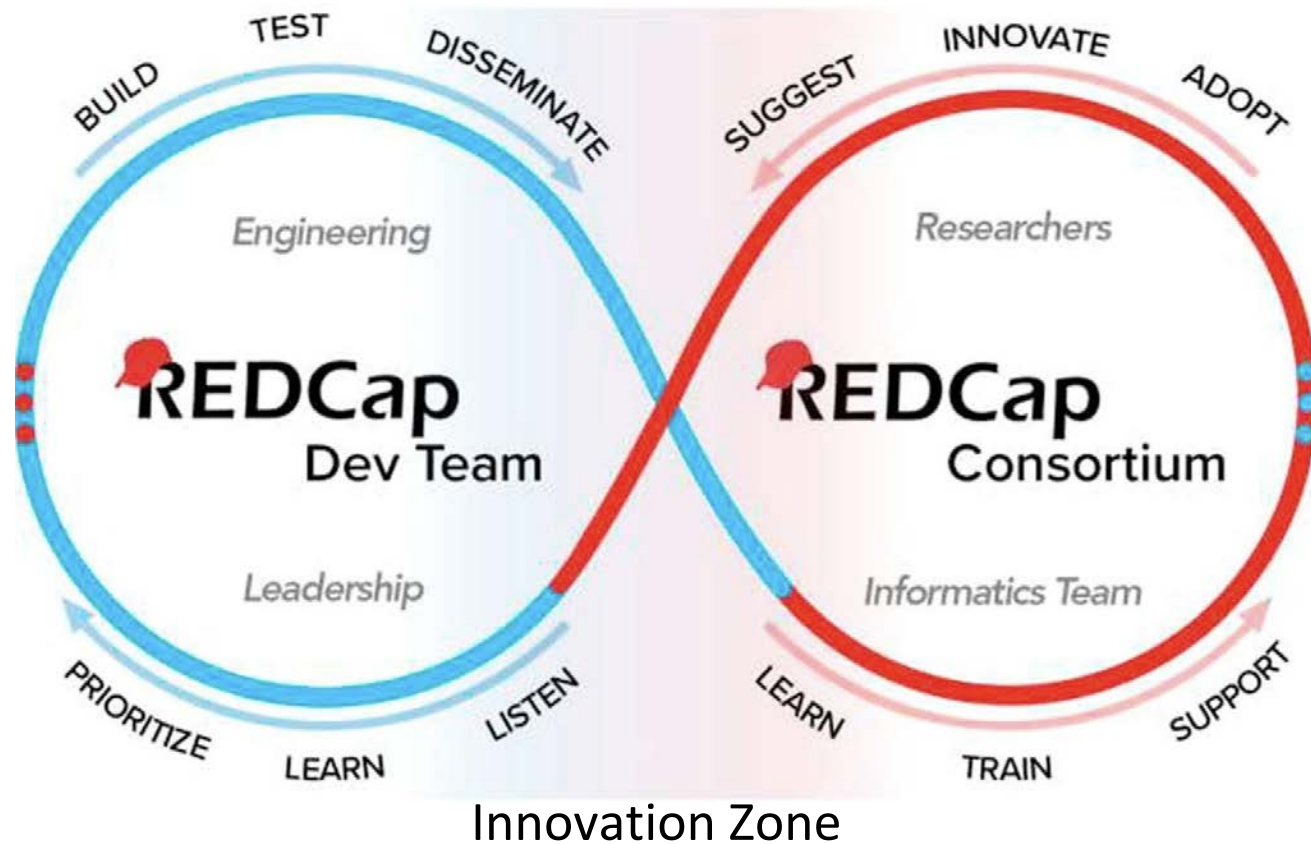 BUILD
TEST
DISSEMINATE
SUGGEST
INNOVATE
ADOPT
Engineering
Researchers
REDCap
Dev Team
REDCap
Consortium
Leadership
Informatics Team
PRIORITIZE
LEARN
LISTEN
LEARN
TRAIN
SUPPORT
Innovation Zone